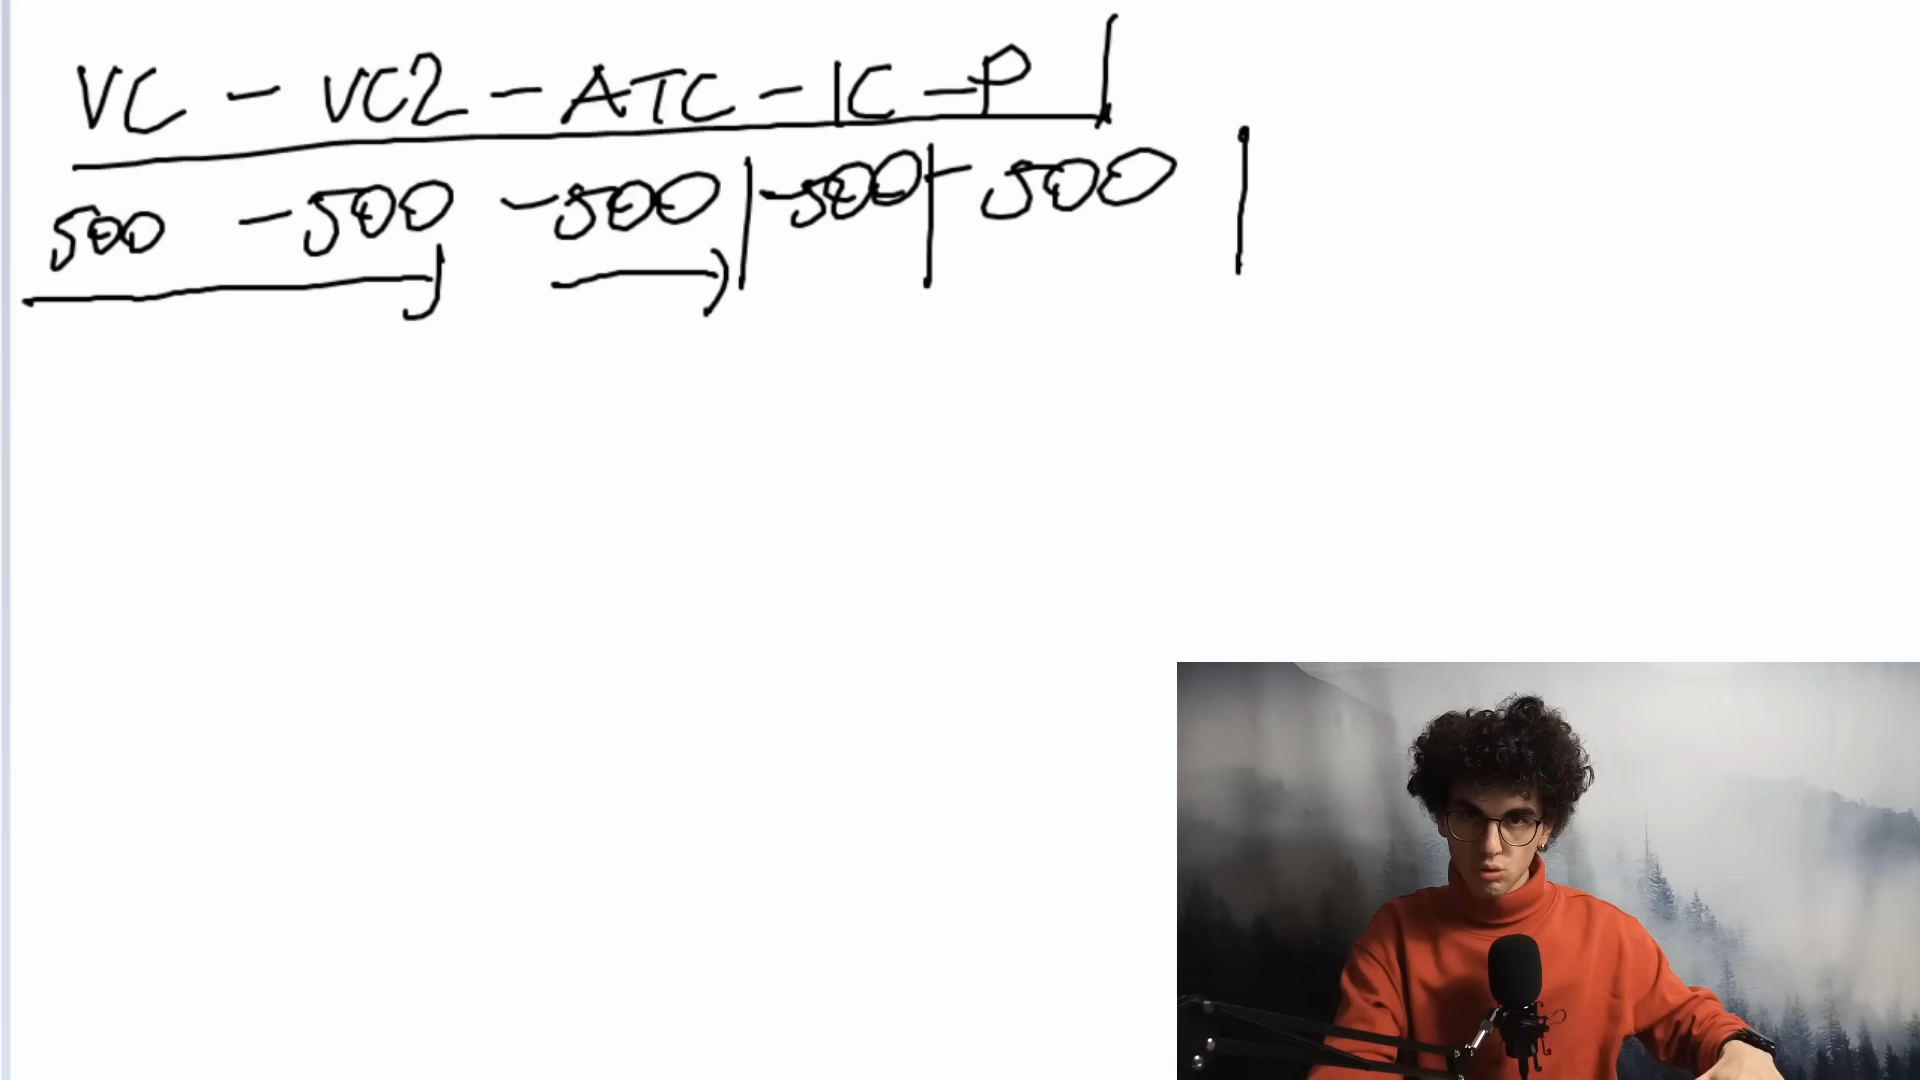 VC - VC2 - ATC - IC - P
500 - 500 - 500 | - 500 | - 500 |